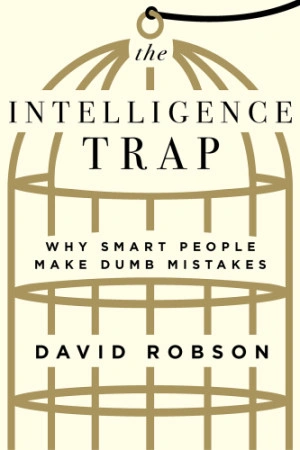 the
INTELLIGENCE
TRAP
WHY SMART PEOPLE
MAKE DUMB MISTAKES
DAVID ROBSON